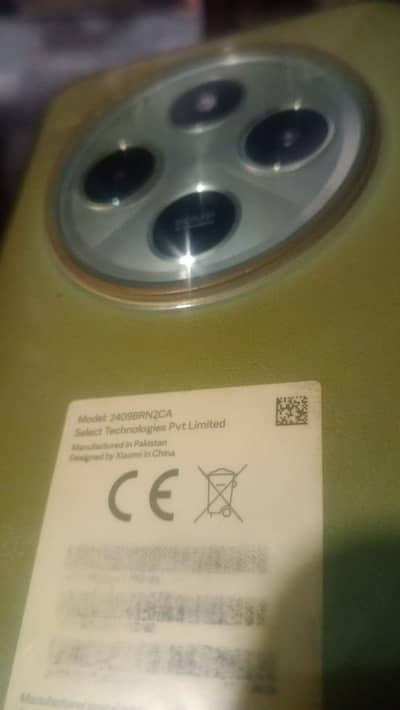 Model: 2409BRN2CA
Select Technologies Pvt Limited
Manufactured in Pakistan
Designed by Xiaomi in China
CE